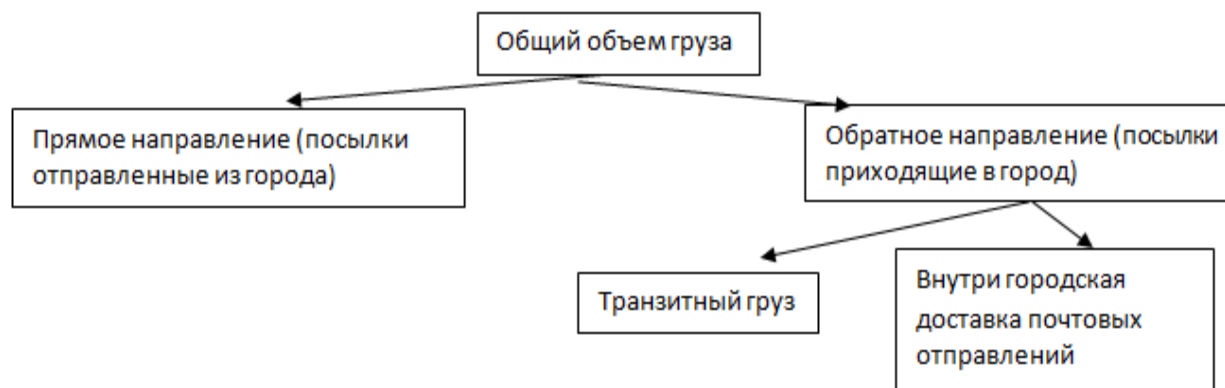 Общий объем груза
Прямое направление (посылки
отправленные из города)
Обратное направление (посылки
приходящие в город)
Транзитный груз
Внутри городская
доставка почтовых
отправлений